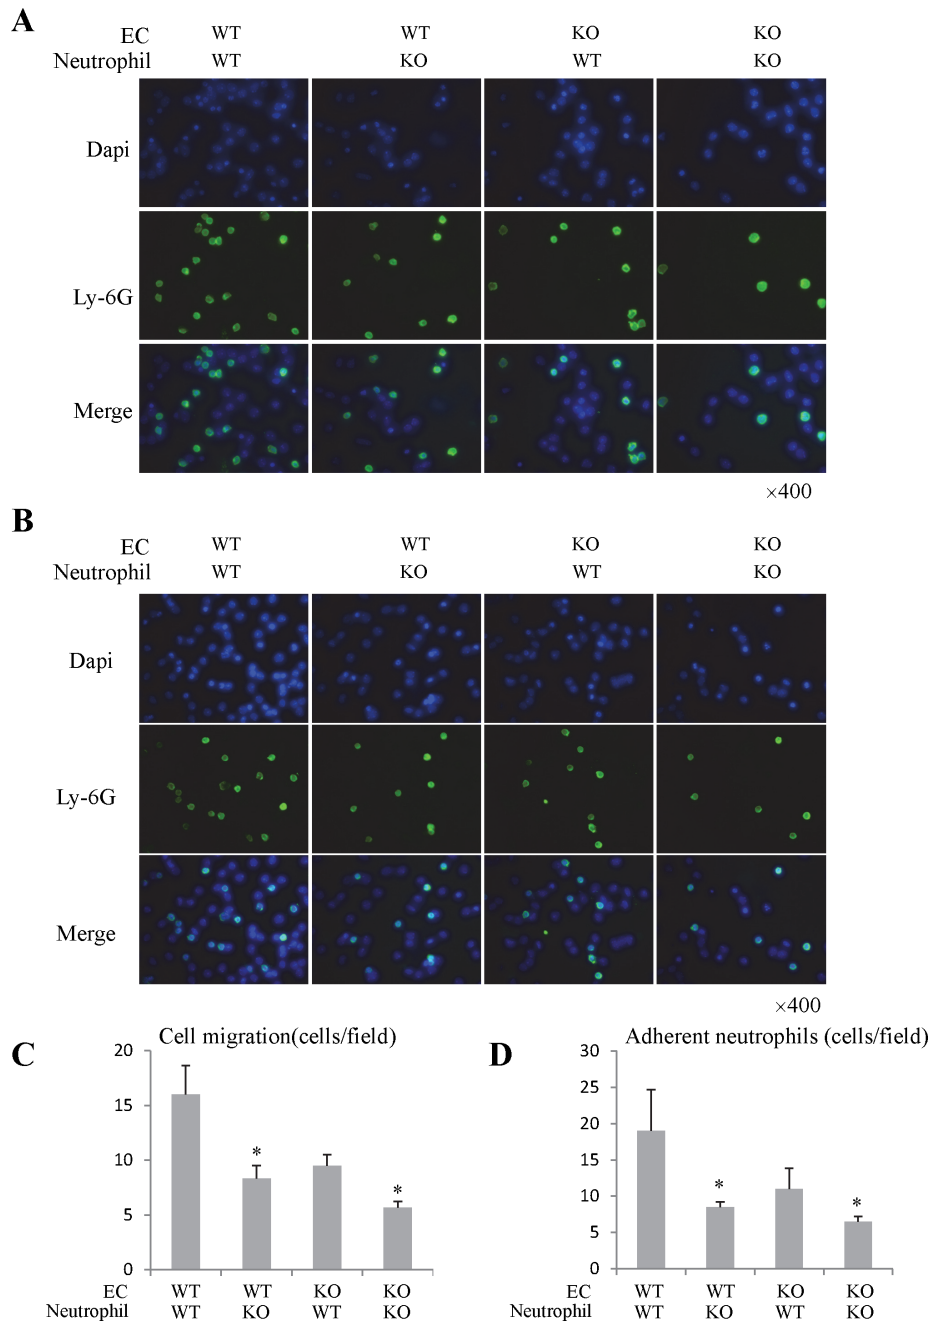 A
EC WT WT KO KO
Neutrophil WT KO WT KO
Dapi
Ly-6G
Merge
×400
B
EC WT WT KO KO
Neutrophil WT KO WT KO
Dapi
Ly-6G
Merge
×400
C
Cell migration(cells/field)
20
15
10
5
0
*
*
EC WT WT KO KO
Neutrophil WT KO WT KO
D
Adherent neutrophils (cells/field)
30
25
20
15
10
5
0
*
*
EC WT WT KO KO
Neutrophil WT KO WT KO